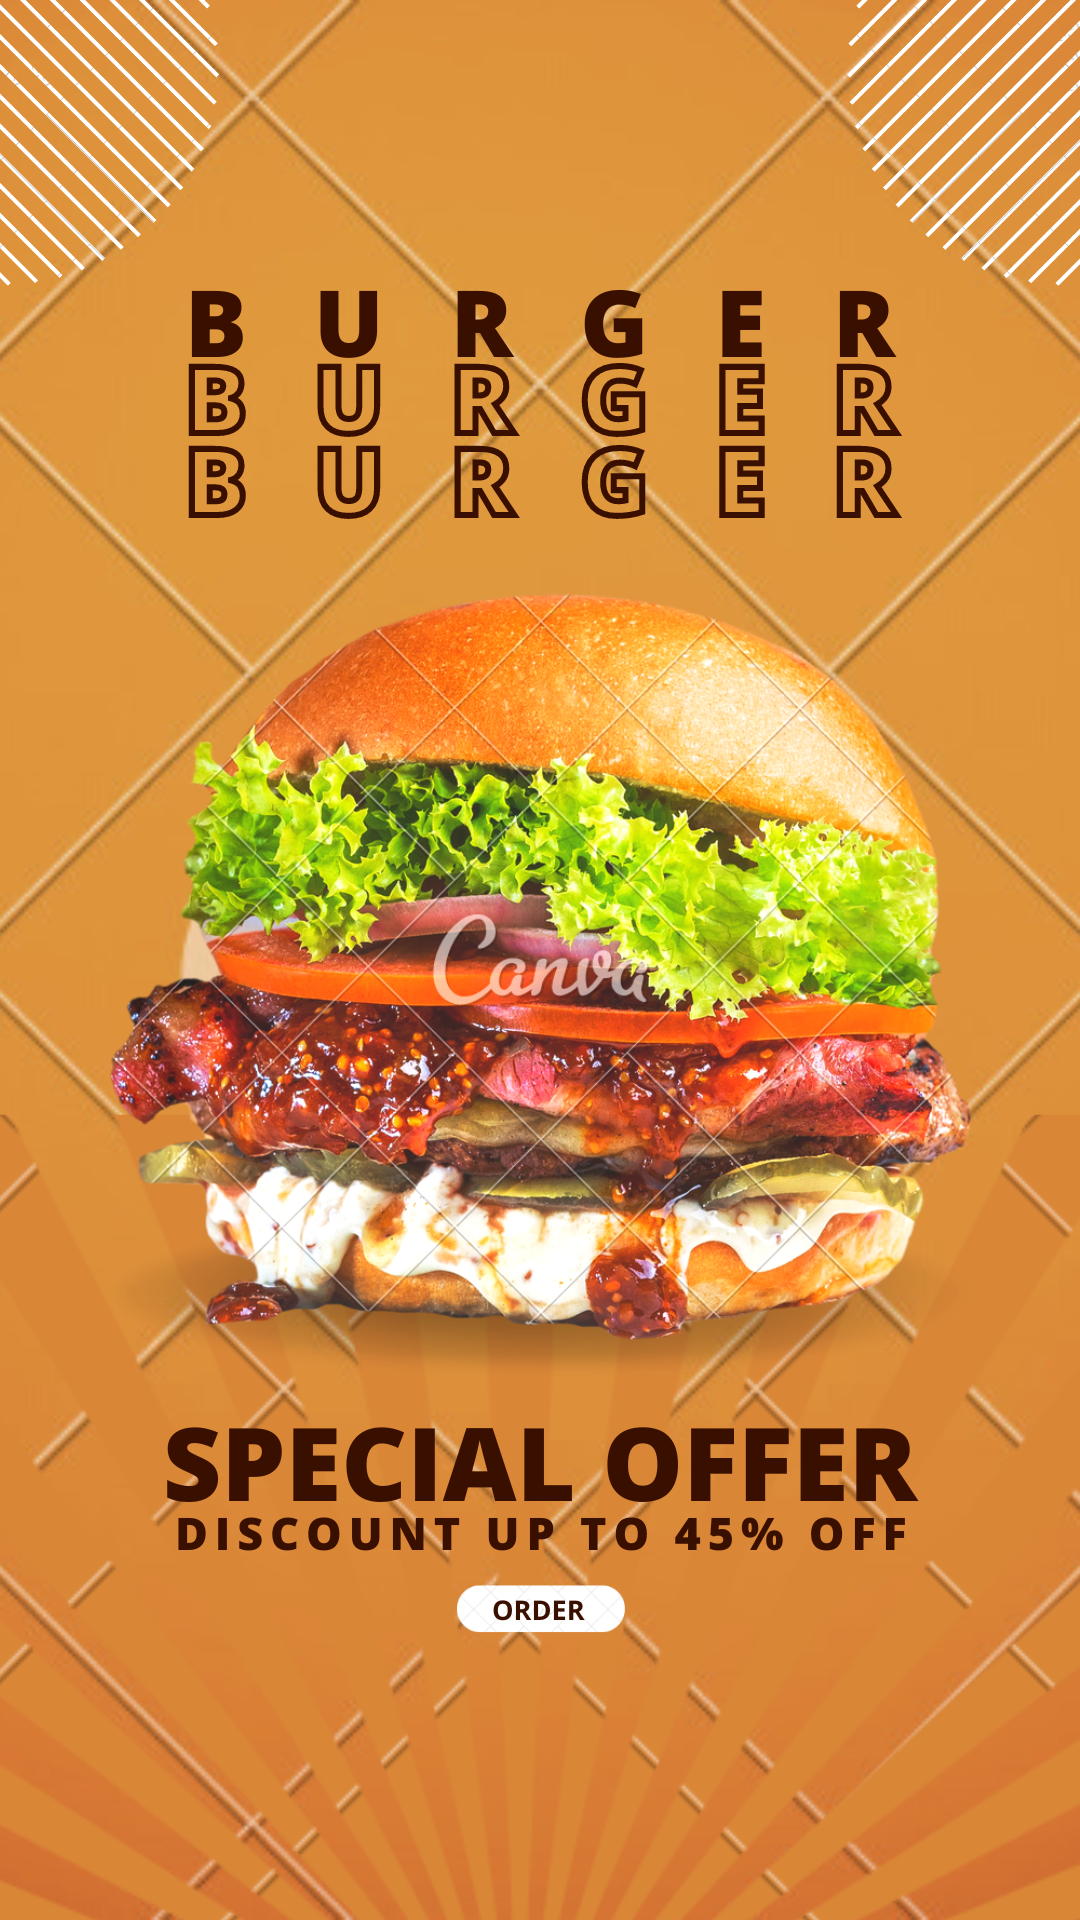 BURGER
BURGER
BURGER
Canva
SPECIAL OFFER
DISCOUNT UP TO 45% OFF
ORDER